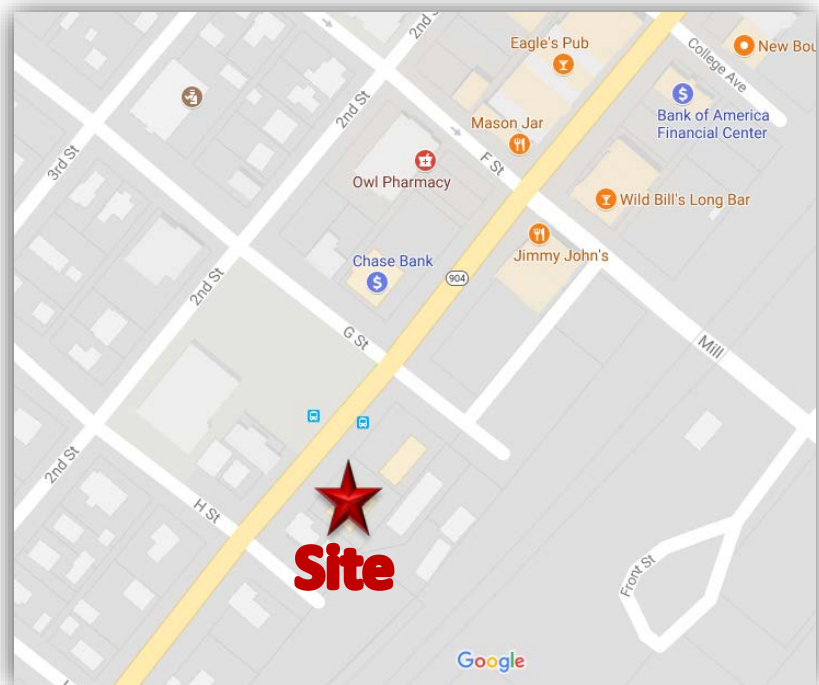 2nd St
College Ave
Eagle's Pub
New Bou
Bank of America
Financial Center
2nd St
Mason Jar
F St
3rd St
Owl Pharmacy
Wild Bill's Long Bar
Jimmy John's
Chase Bank
904
2nd St
G St
Mill
2nd St
H St
Site
Front St
Google